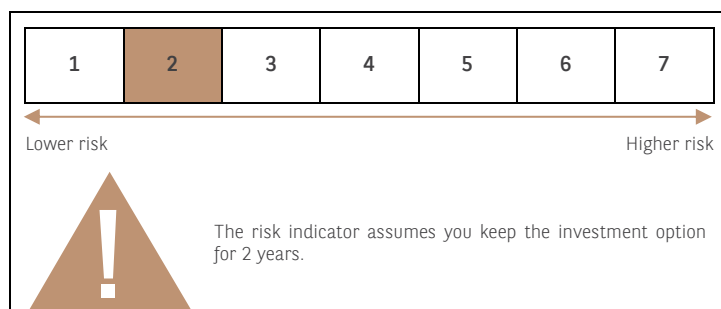 1 2 3 4 5 6 7
Lower risk Higher risk
!
The risk indicator assumes you keep the investment option
for 2 years.